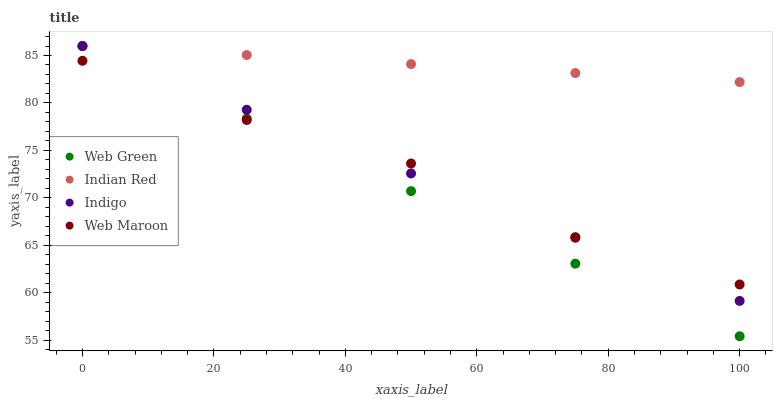 title
85
80
75
70
65
60
55
0
20
40
60
80
100
xaxis_label
yaxis_label
Web Green
Indian Red
Indigo
Web Maroon